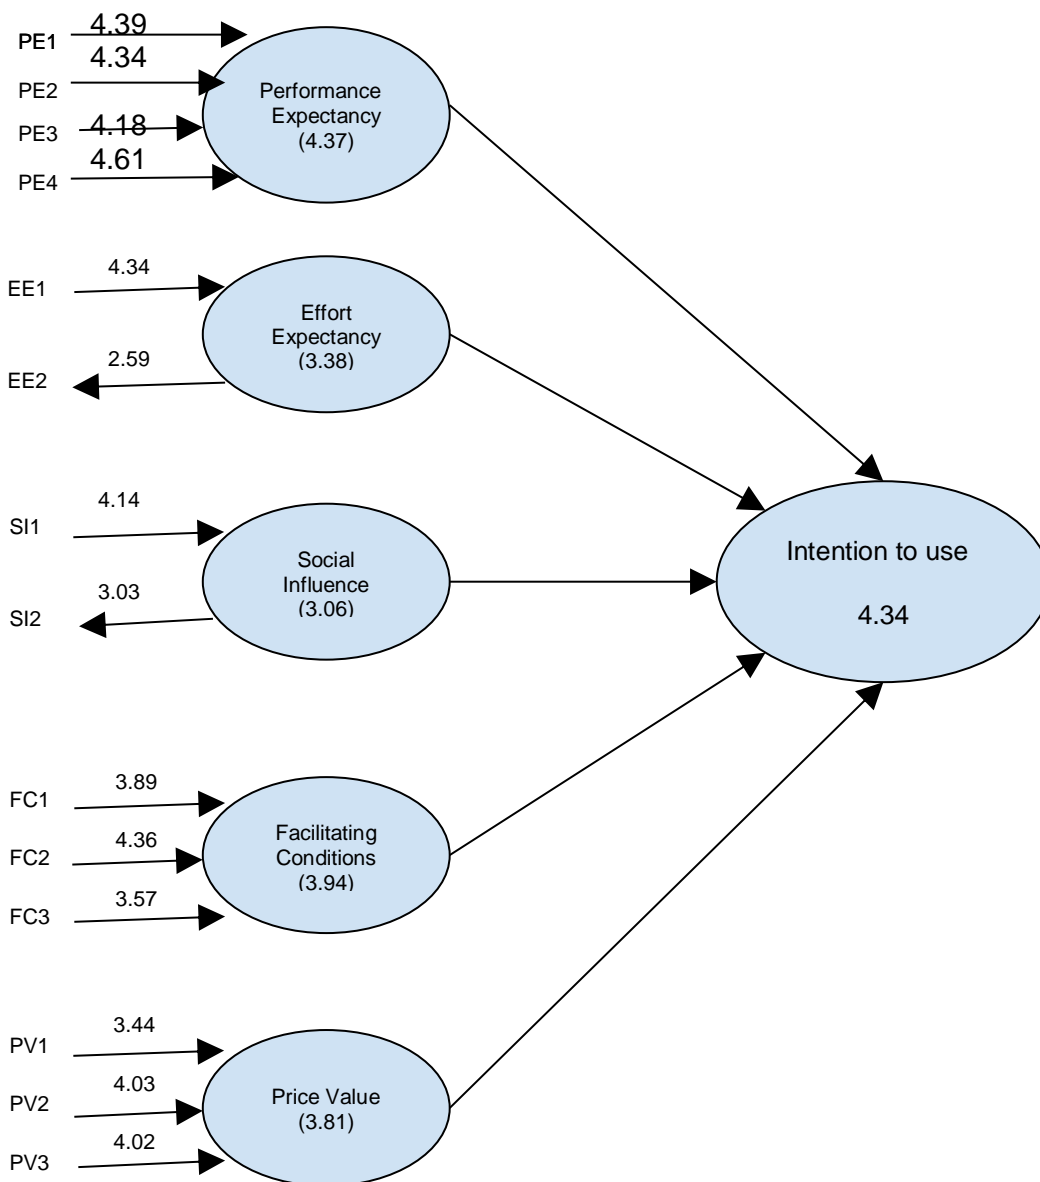 PE1
4.39
PE2
4.34
PE3
4.18
PE4
4.61
Performance
Expectancy
(4.37)
EE1
4.34
EE2
2.59
Effort
Expectancy
(3.38)
SI1
4.14
SI2
3.03
Social
Influence
(3.06)
Intention to use
4.34
FC1
3.89
FC2
4.36
FC3
3.57
Facilitating
Conditions
(3.94)
PV1
3.44
PV2
4.03
PV3
4.02
Price Value
(3.81)